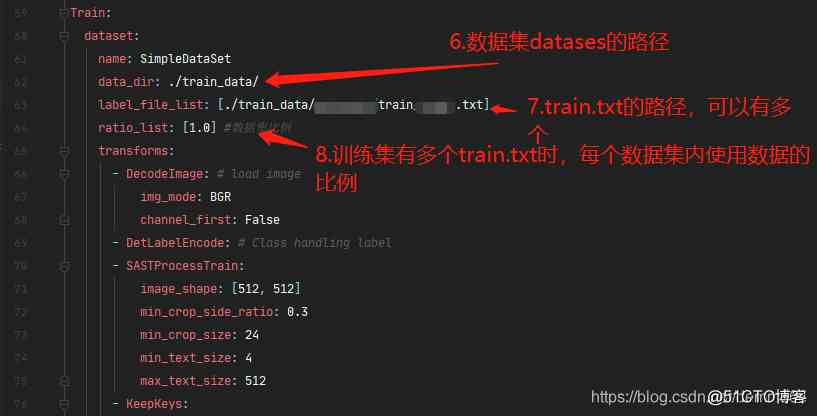 59 Train:
60 dataset:
61 name: SimpleDataSet
62 data_dir: ./train_data/
63 label_file_list: [./train_data/ train .txt]
64 ratio_list: [1.0] #数据
65 transforms:
66 - DecodeImage: # load image
67 img_mode: BGR
68 channel_first: False
69 - DetLabelEncode: # Class handling label
70 - SASTProcessTrain:
71 image_shape: [512, 512]
72 min_crop_side_ratio: 0.3
73 min_crop_size: 24
74 min_text_size: 4
75 max_text_size: 512
76 - KeepKeys:
6.数据集datases的路径
7.train.txt的路径，可以有多
个
8.训练集有多个train.txt时，每个数据集内使用数据的
比例
https://blog.csdn.
@51CTO博客